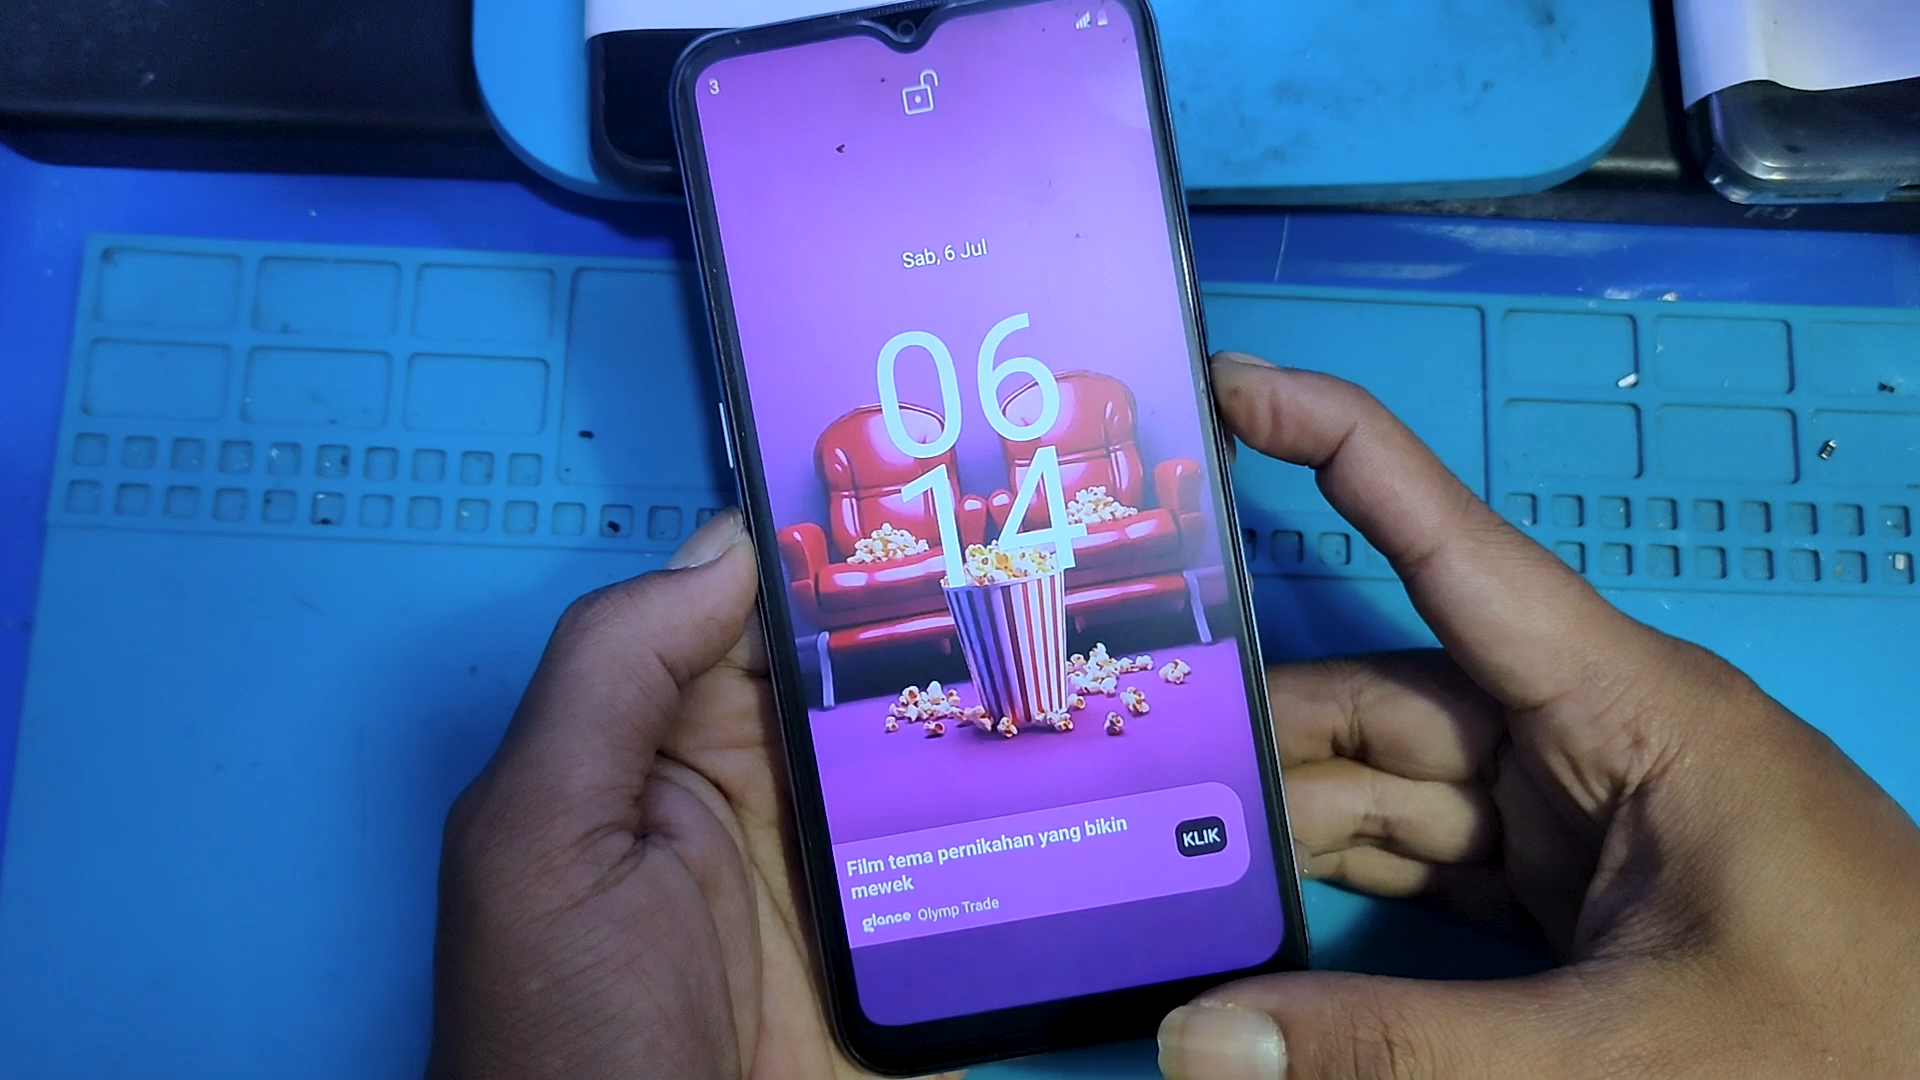 3
Sab, 6 Jul
06
14
Film tema pernikahan yang bikin
mewek
KLIK
glance Olymp Trade